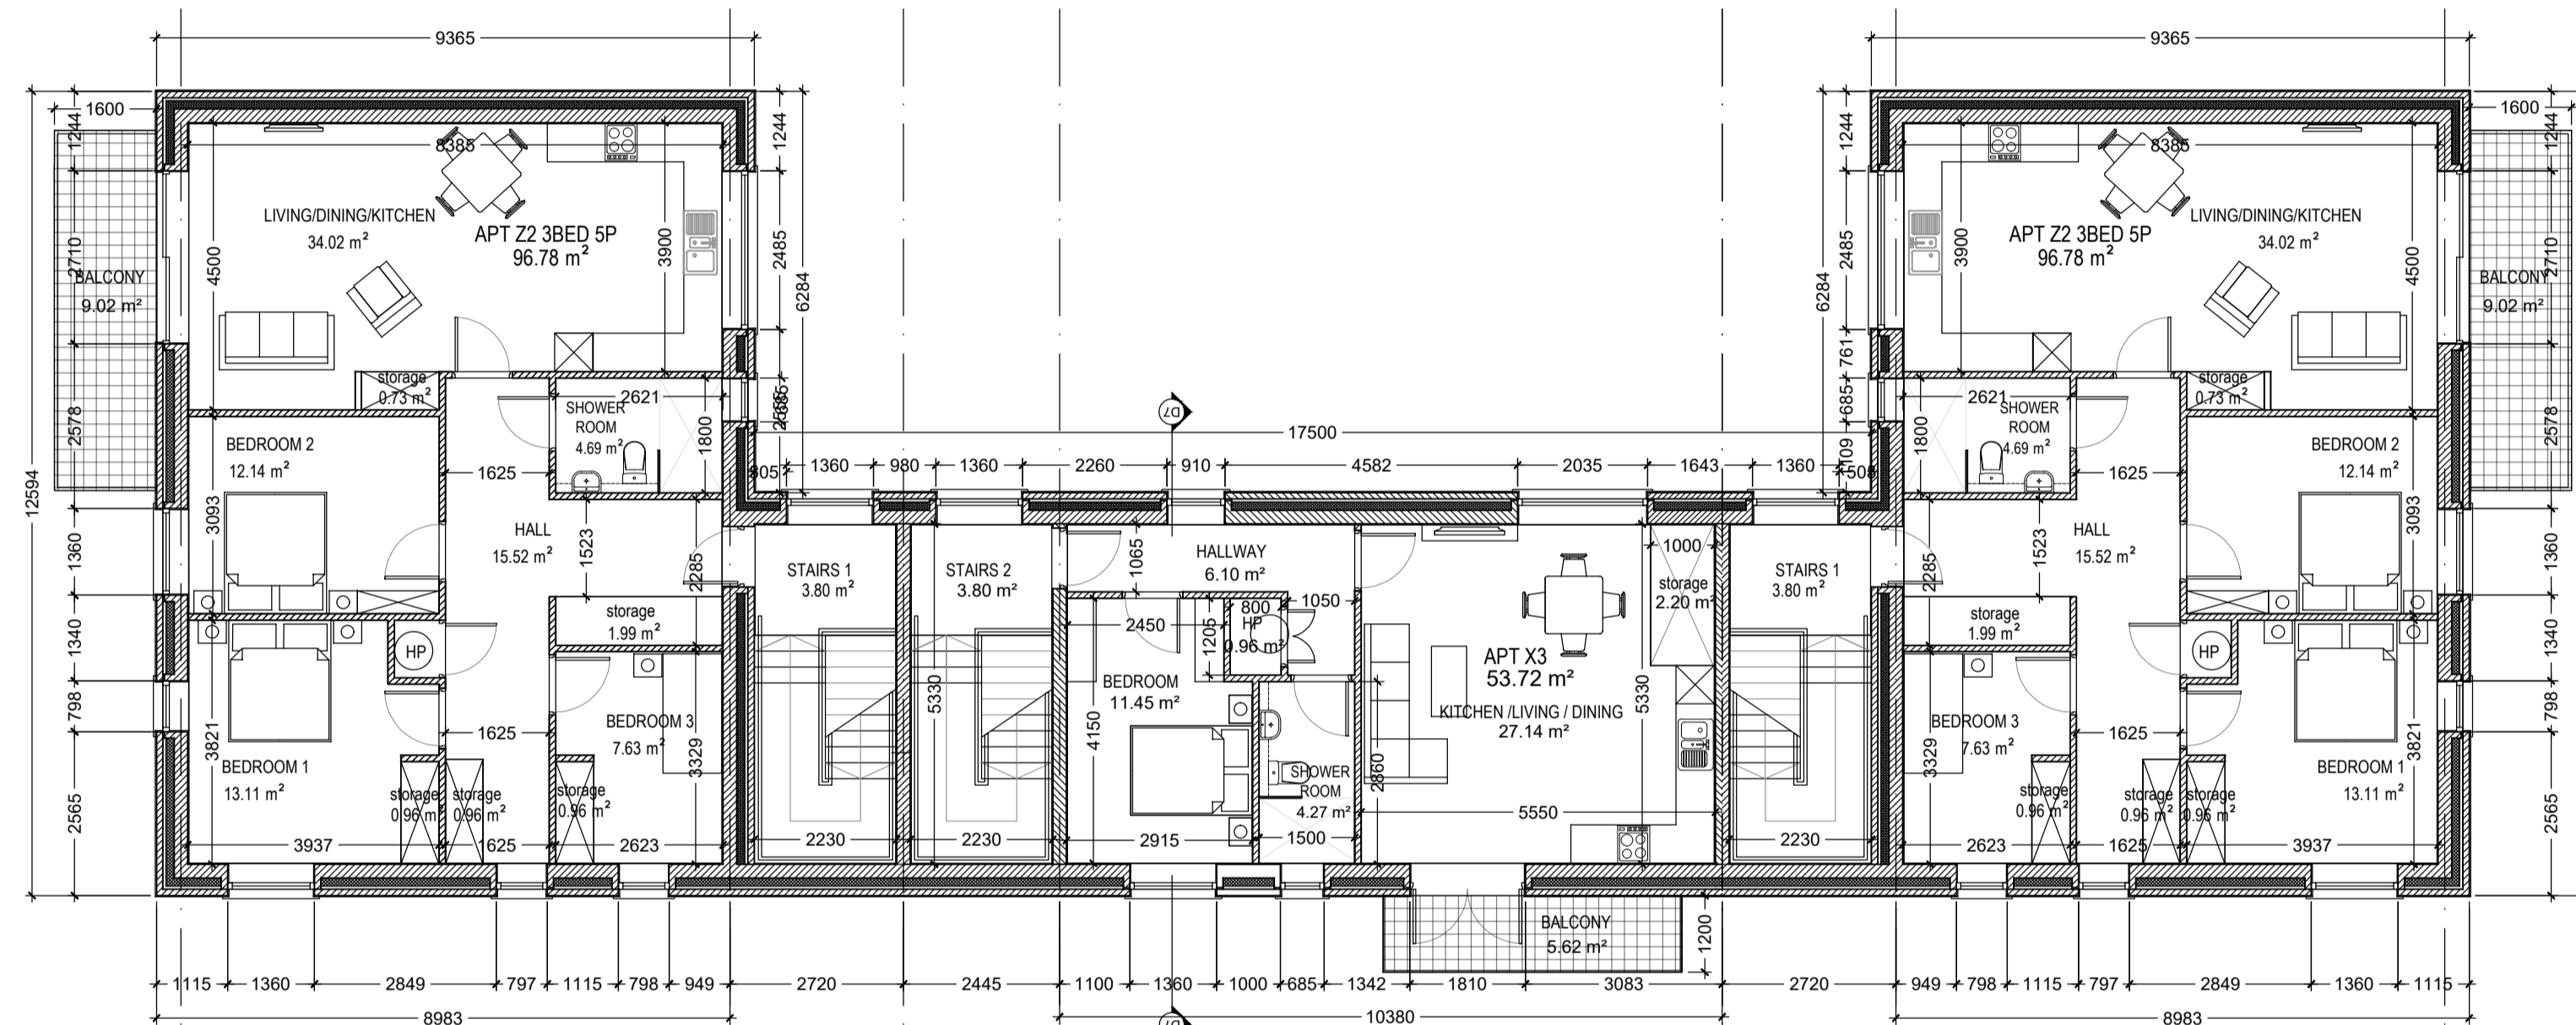 9365
9365
1600
1600
1244
1244
1244
1244
8385
8385
LIVING/DINING/KITCHEN
34.02 m²
APT Z2 3BED 5P
96.78 m²
APT Z2 3BED 5P
96.78 m²
LIVING/DINING/KITCHEN
34.02 m²
4500
3900
2485
2710
BALCONY
9.02 m²
6284
6284
2485
3900
4500
2710
BALCONY
9.02 m²
761
storage
0.73 m²
storage
0.73 m²
2621
2621
SHOWER
ROOM
4.69 m²
SHOWER
ROOM
4.69 m²
1800
1800
685
109
2578
2578
D7
17500
505
1360
980
1360
2260
910
4582
2035
1643
1360
505
BEDROOM 2
12.14 m²
BEDROOM 2
12.14 m²
1625
1625
12594
3093
3093
HALL
15.52 m²
HALL
15.52 m²
1523
1523
2285
2285
1360
1360
STAIRS 1
3.80 m²
STAIRS 2
3.80 m²
1065
HALLWAY
6.10 m²
1000
storage
2.20 m²
STAIRS 1
3.80 m²
storage
1.99 m²
storage
1.99 m²
2450
1205
800
HP
0.96 m²
1050
1340
1340
HP
HP
APT X3
53.72 m²
KITCHEN /LIVING / DINING
27.14 m²
BEDROOM
11.45 m²
5330
5330
4150
2860
798
798
3821
3821
1625
1625
BEDROOM 3
7.63 m²
BEDROOM 3
7.63 m²
3329
3329
BEDROOM 1
13.11 m²
BEDROOM 1
13.11 m²
storage
0.96 m
storage
0.96 m²
storage
0.96 m²
storage
0.96 m²
storage
0.96 m²
storage
0.96 m²
SHOWER
ROOM
4.27 m²
2565
2565
3937
1625
2623
2230
2230
2915
1500
5550
2230
2623
1625
3937
BALCONY
5.62 m²
1200
1115
1360
2849
797
1115
798
949
2720
2445
1100
1360
1000
685
1342
1810
3083
2720
949
798
1115
797
2849
1360
1115
8983
10380
8983
D7